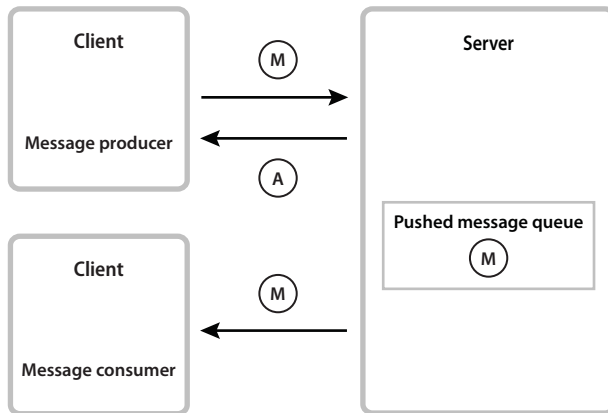 Client
M
Server
Message producer
A
Pushed message queue
M
Client
M
Message consumer